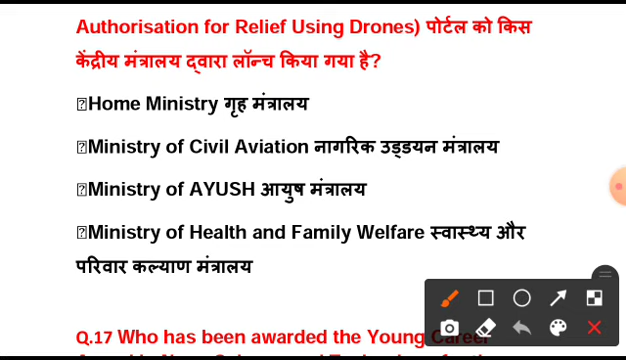 Authorisation for Relief Using Drones) पोर्टल को किस
केंद्रीय मंत्रालय द्वारा लॉन्च किया गया है?
Home Ministry गृह मंत्रालय
Ministry of Civil Aviation नागरिक उड्डयन मंत्रालय
Ministry of AYUSH आयुष मंत्रालय
Ministry of Health and Family Welfare स्वास्थ्य और
परिवार कल्याण मंत्रालय
Q.17 Who has been awarded the Young Career